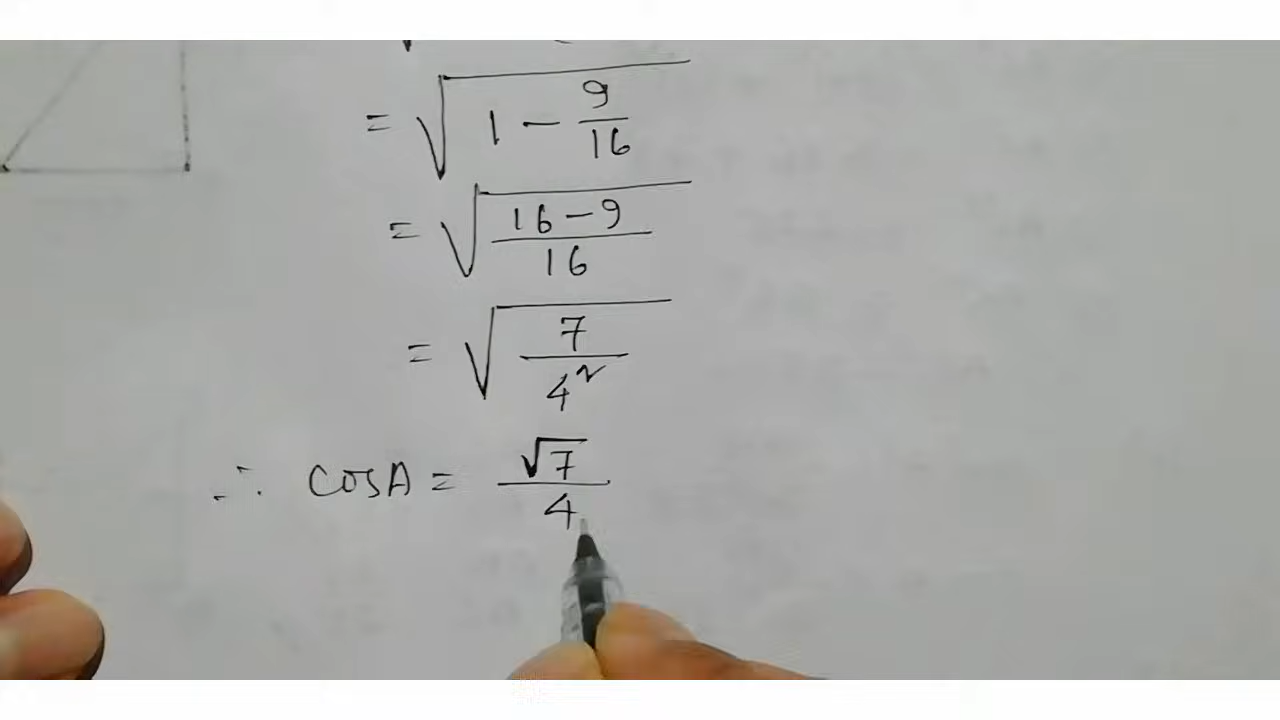 = √(1 - 9/16)
= √((16-9)/16)
= √(7/4²)
∴ cosA = √7/4